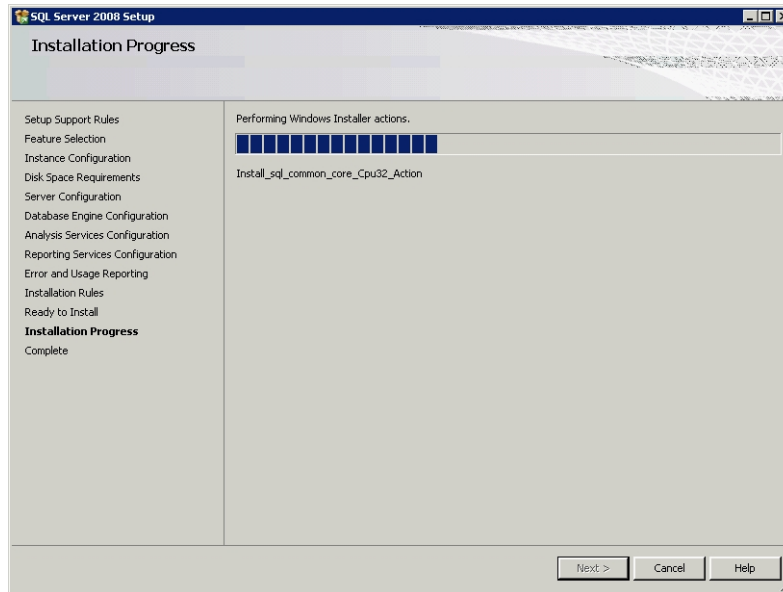 SQL Server 2008 Setup
Installation Progress
Setup Support Rules
Feature Selection
Instance Configuration
Disk Space Requirements
Server Configuration
Database Engine Configuration
Analysis Services Configuration
Reporting Services Configuration
Error and Usage Reporting
Installation Rules
Ready to Install
Installation Progress
Complete
Performing Windows Installer actions.
Install_sql_common_core_Cpu32_Action
Next >
Cancel
Help